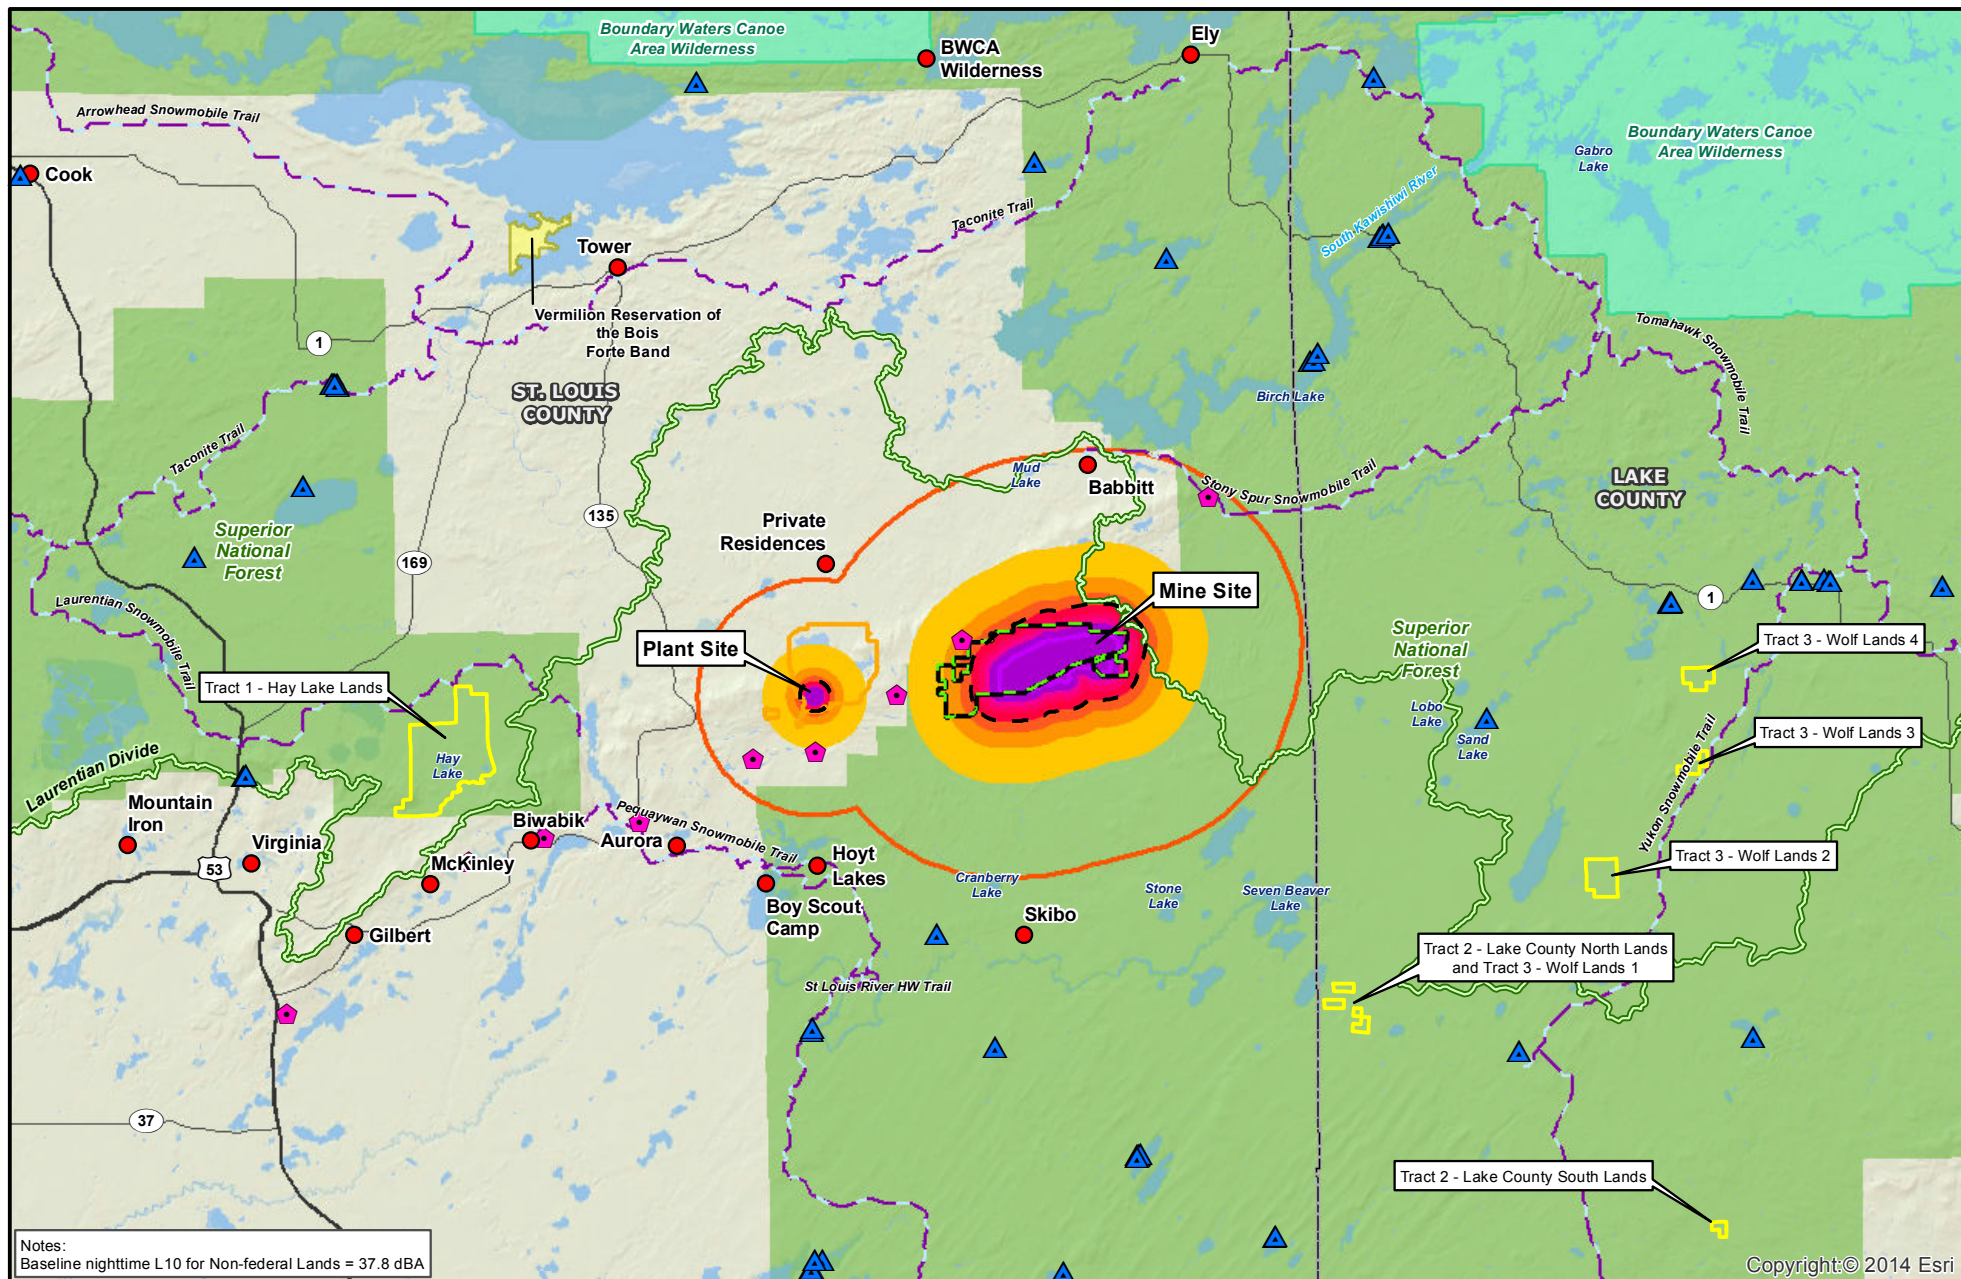 Boundary Waters Canoe
Area Wilderness
BWCA
Wilderness
Ely
Arrowhead Snowmobile Trail
Boundary Waters Canoe
Area Wilderness
Gabro
Lake
Cook
South Kawishiwi River
Taconite Trail
Tower
Vermilion Reservation of
the Bois
Forte Band
1
Tomahawk Snowmobile Trail
ST. LOUIS
COUNTY
Birch Lake
Taconite Trail
Mud
Lake
Babbitt
Stony Spur Snowmobile Trail
LAKE
COUNTY
135
Private
Residences
Superior
National
Forest
169
Mine Site
1
Laurentian Snowmobile Trail
Plant Site
Superior
National
Forest
Tract 3 - Wolf Lands 4
Tract 1 - Hay Lake Lands
Lobo
Lake
Sand
Lake
Tract 3 - Wolf Lands 3
Hay
Lake
Laurentian Divide
Yukon Snowmobile Trail
Mountain
Iron
Virginia
53
Biwabik
McKinley
Aurora
Pequaywan Snowmobile Trail
Hoyt
Lakes
Tract 3 - Wolf Lands 2
Cranberry
Lake
Stone
Lake
Seven Beaver
Lake
Boy Scout
Camp
Skibo
Gilbert
Tract 2 - Lake County North Lands
and Tract 3 - Wolf Lands 1
St Louis River HW Trail
37
Tract 2 - Lake County South Lands
Notes:
Baseline nighttime L10 for Non-federal Lands = 37.8 dBA
Copyright:© 2014 Esri